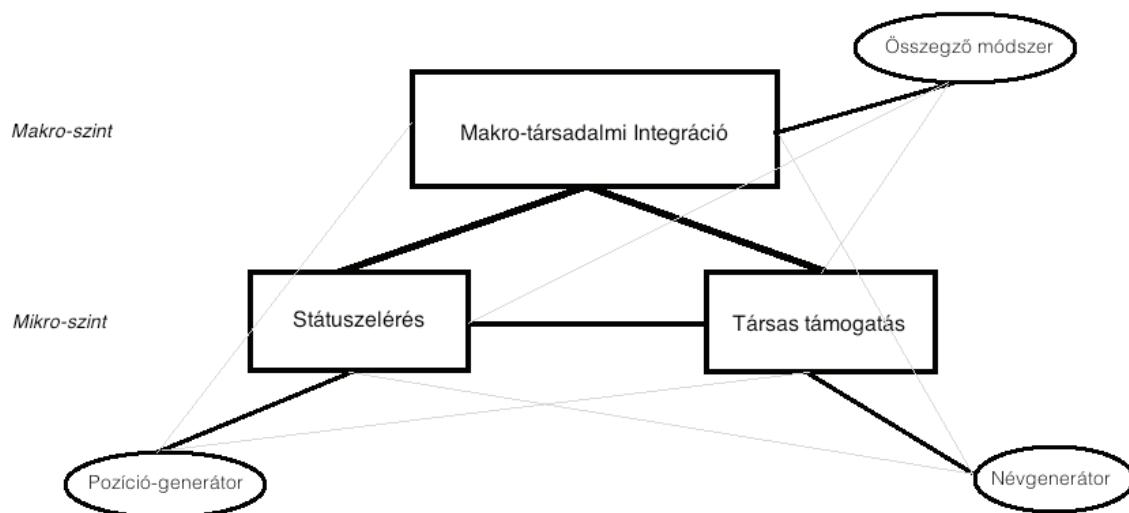 Összegző módszer
Makro-szint
Makro-társadalmi Integráció
Mikro-szint
Státuszelérés
Társas támogatás
Pozíció-generátor
Névgenerátor